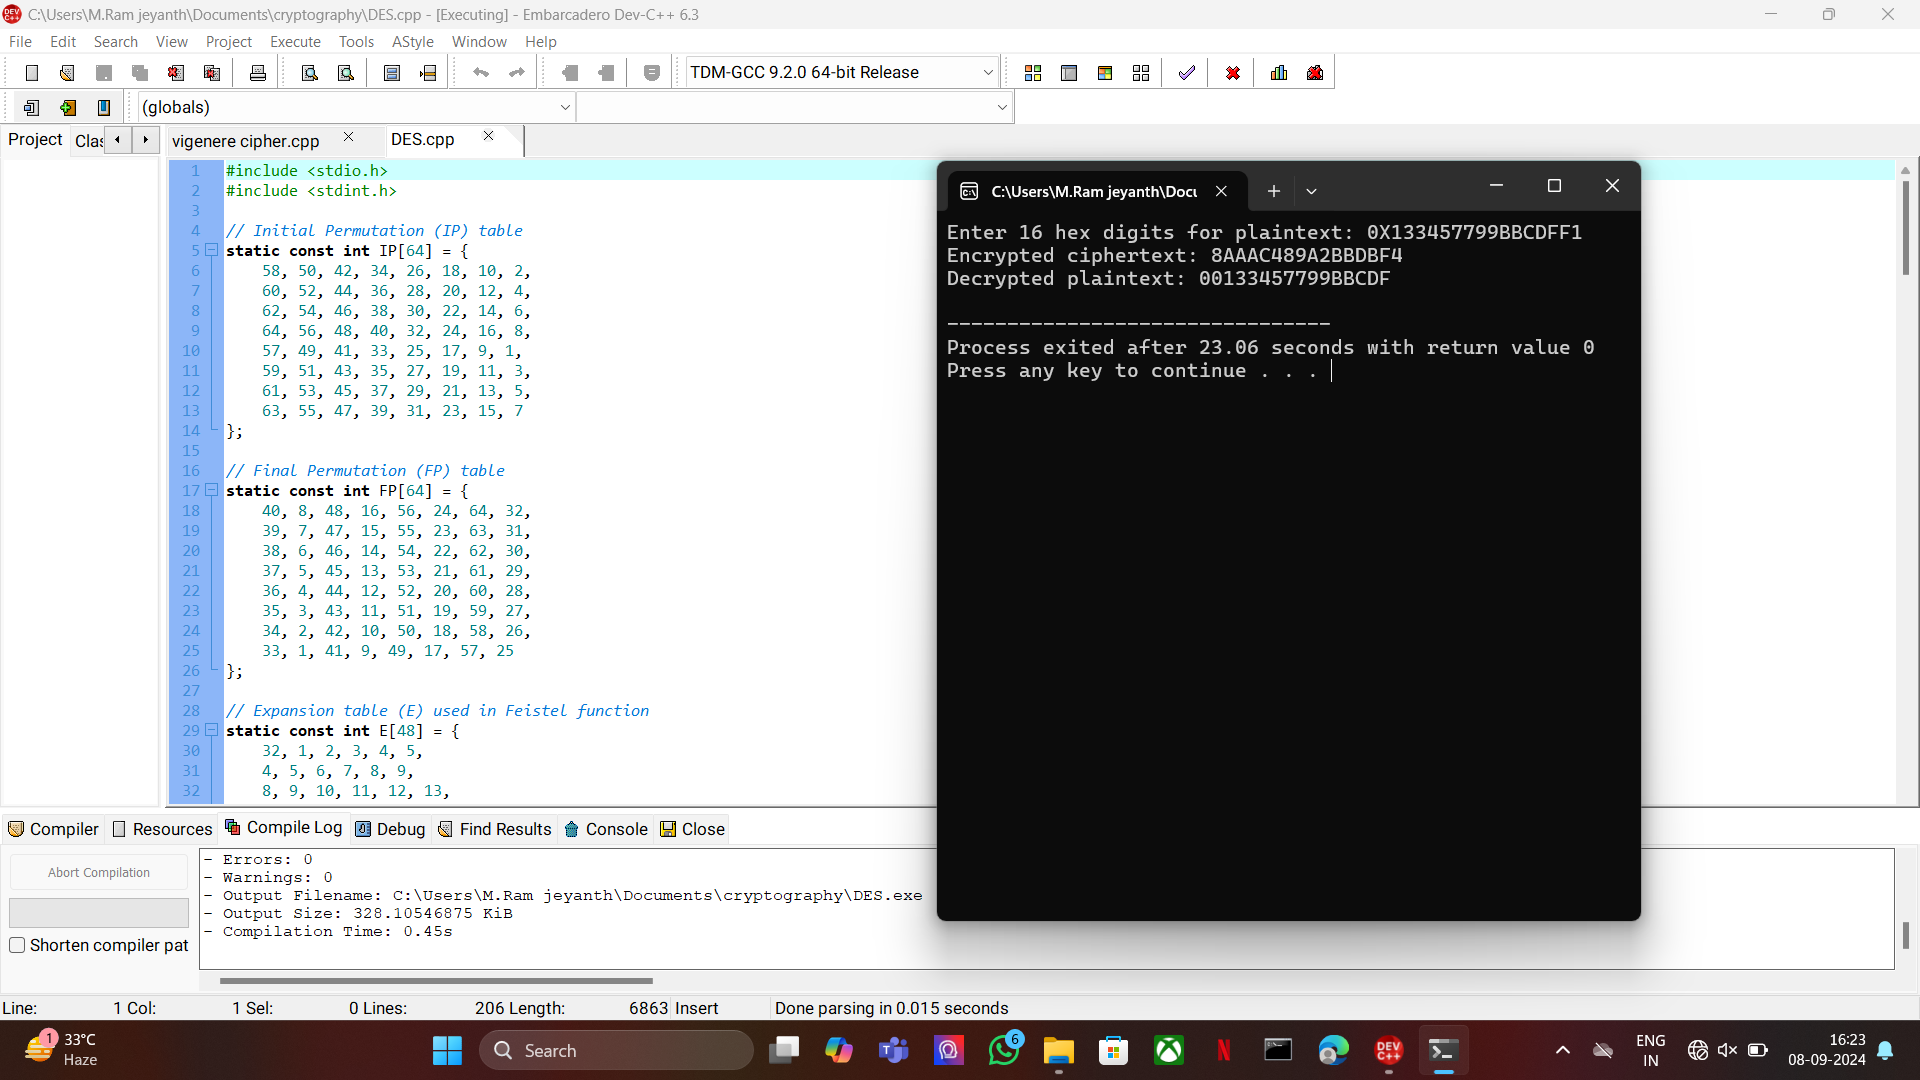 C:\Users\M.Ram jeyanth\Documents\cryptography\DES.cpp - [Executing] - Embarcadero Dev-C++ 6.3
File Edit Search View Project Execute Tools AStyle Window Help
TDM-GCC 9.2.0 64-bit Release
(globals)
Project Clas vigenere cipher.cpp DES.cpp
1 #include <stdio.h>
2 #include <stdint.h>
3
4 // Initial Permutation (IP) table
5 static const int IP[64] = {
6 58, 50, 42, 34, 26, 18, 10, 2,
7 60, 52, 44, 36, 28, 20, 12, 4,
8 62, 54, 46, 38, 30, 22, 14, 6,
9 64, 56, 48, 40, 32, 24, 16, 8,
10 57, 49, 41, 33, 25, 17, 9, 1,
11 59, 51, 43, 35, 27, 19, 11, 3,
12 61, 53, 45, 37, 29, 21, 13, 5,
13 63, 55, 47, 39, 31, 23, 15, 7
14 };
15
16 // Final Permutation (FP) table
17 static const int FP[64] = {
18 40, 8, 48, 16, 56, 24, 64, 32,
19 39, 7, 47, 15, 55, 23, 63, 31,
20 38, 6, 46, 14, 54, 22, 62, 30,
21 37, 5, 45, 13, 53, 21, 61, 29,
22 36, 4, 44, 12, 52, 20, 60, 28,
23 35, 3, 43, 11, 51, 19, 59, 27,
24 34, 2, 42, 10, 50, 18, 58, 26,
25 33, 1, 41, 9, 49, 17, 57, 25
26 };
27
28 // Expansion table (E) used in Feistel function
29 static const int E[48] = {
30 32, 1, 2, 3, 4, 5,
31 4, 5, 6, 7, 8, 9,
32 8, 9, 10, 11, 12, 13,
C:\Users\M.Ram jeyanth\Docu
Enter 16 hex digits for plaintext: 0X133457799BBCDFF1
Encrypted ciphertext: 8AAAC489A2BBDBF4
Decrypted plaintext: 00133457799BBCDF
--------------------------------
Process exited after 23.06 seconds with return value 0
Press any key to continue . . .
Compiler Resources Compile Log Debug Find Results Console Close
Abort Compilation
Shorten compiler pat
- Errors: 0
- Warnings: 0
- Output Filename: C:\Users\M.Ram jeyanth\Documents\cryptography\DES.exe
- Output Size: 328.10546875 KiB
- Compilation Time: 0.45s
Line: 1 Col: 1 Sel: 0 Lines: 206 Length: 6863 Insert Done parsing in 0.015 seconds
1
33°C
Haze
Search
6
DEV
C++
ENG
IN
16:23
08-09-2024